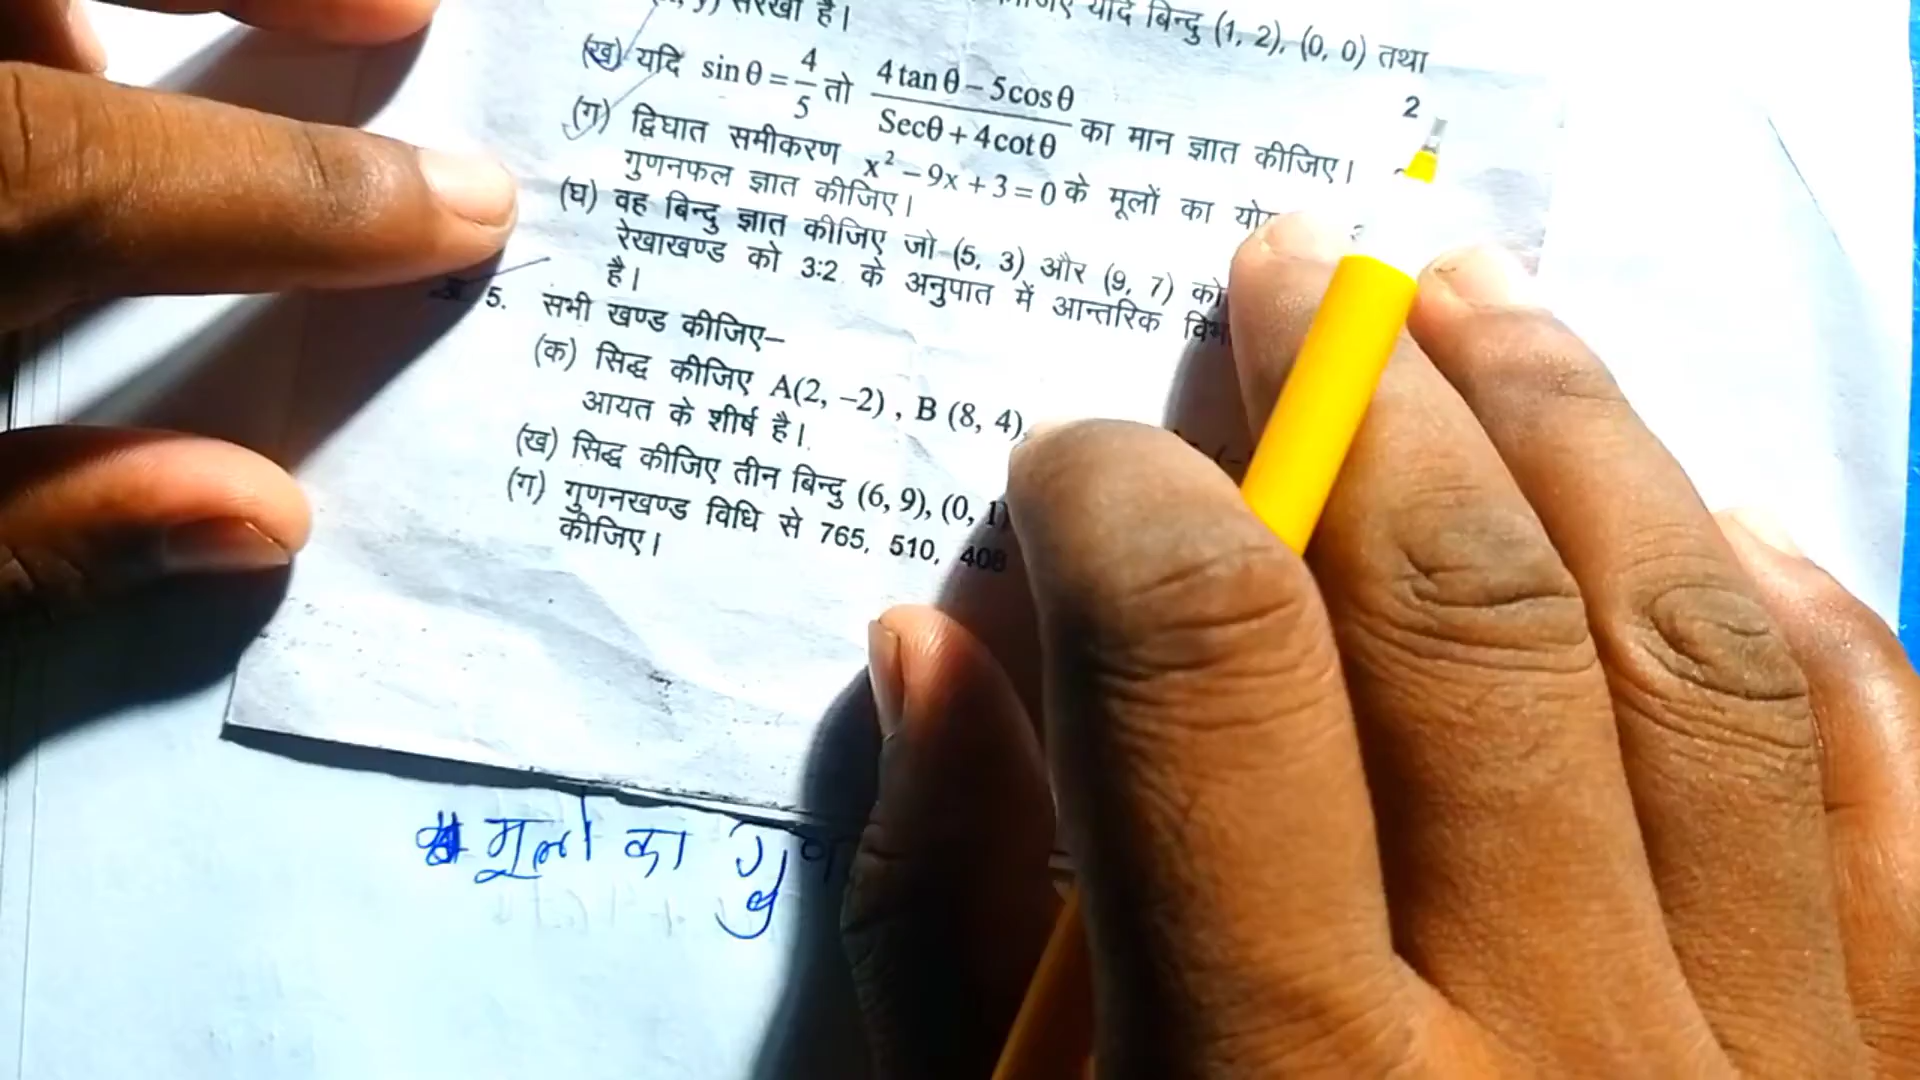 सरेखी है।
यदि बिन्दु (1, 2), (0, 0) तथा
(ख) यदि sinθ = 4/5 तो (4tanθ – 5cosθ)/(Secθ + 4cotθ) का मान ज्ञात कीजिए। 2
(ग) द्विघात समीकरण x² – 9x + 3 = 0 के मूलों का
गुणनफल ज्ञात कीजिए।
(घ) वह बिन्दु ज्ञात कीजिए जो (5, 3) और (9, 7) को
रेखाखण्ड को 3:2 के अनुपात में आन्तरिक
है।
5. सभी खण्ड कीजिए–
(क) सिद्ध कीजिए A(2, –2), B (8, 4),
आयत के शीर्ष है।
(ख) सिद्ध कीजिए तीन बिन्दु (6, 9), (0, 1)
(ग) गुणनखण्ड विधि से 765, 510, 408
कीजिए।
मूलों का